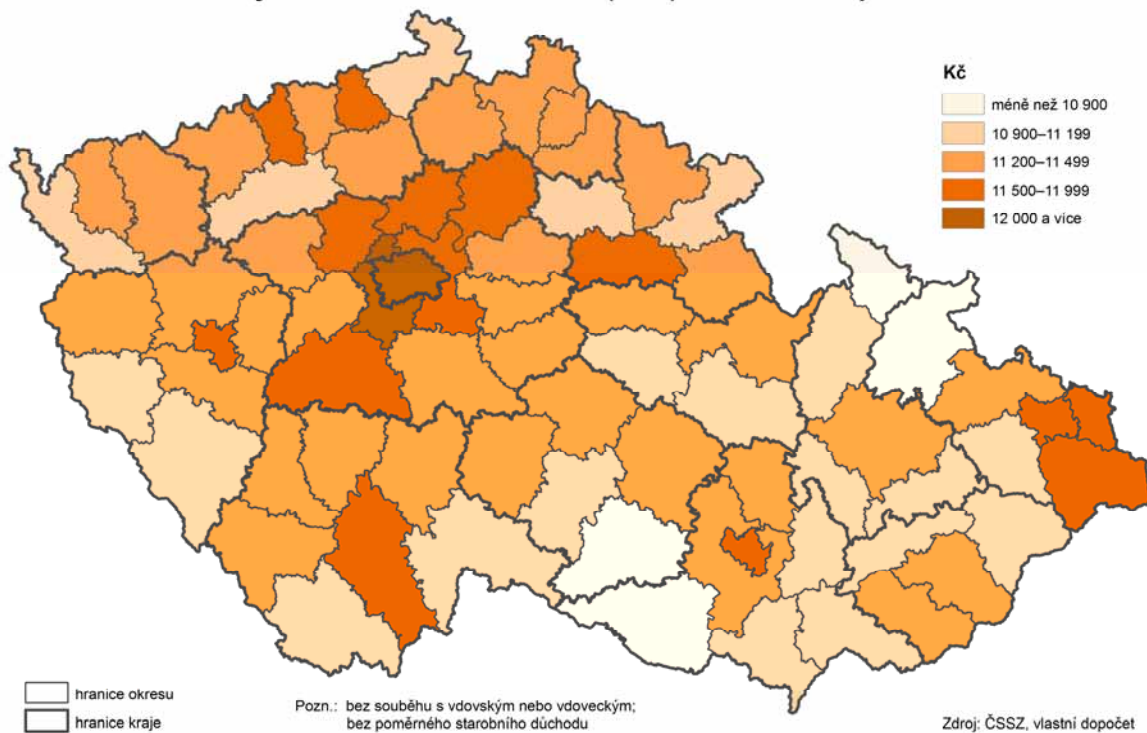 Kč
méně než 10 900
10 900–11 199
11 200–11 499
11 500–11 999
12 000 a více
hranice okresu
hranice kraje
Pozn.: bez souběhu s vdovským nebo vdoveckým;
bez poměrného starobního důchodu
Zdroj: ČSSZ, vlastní dopočet